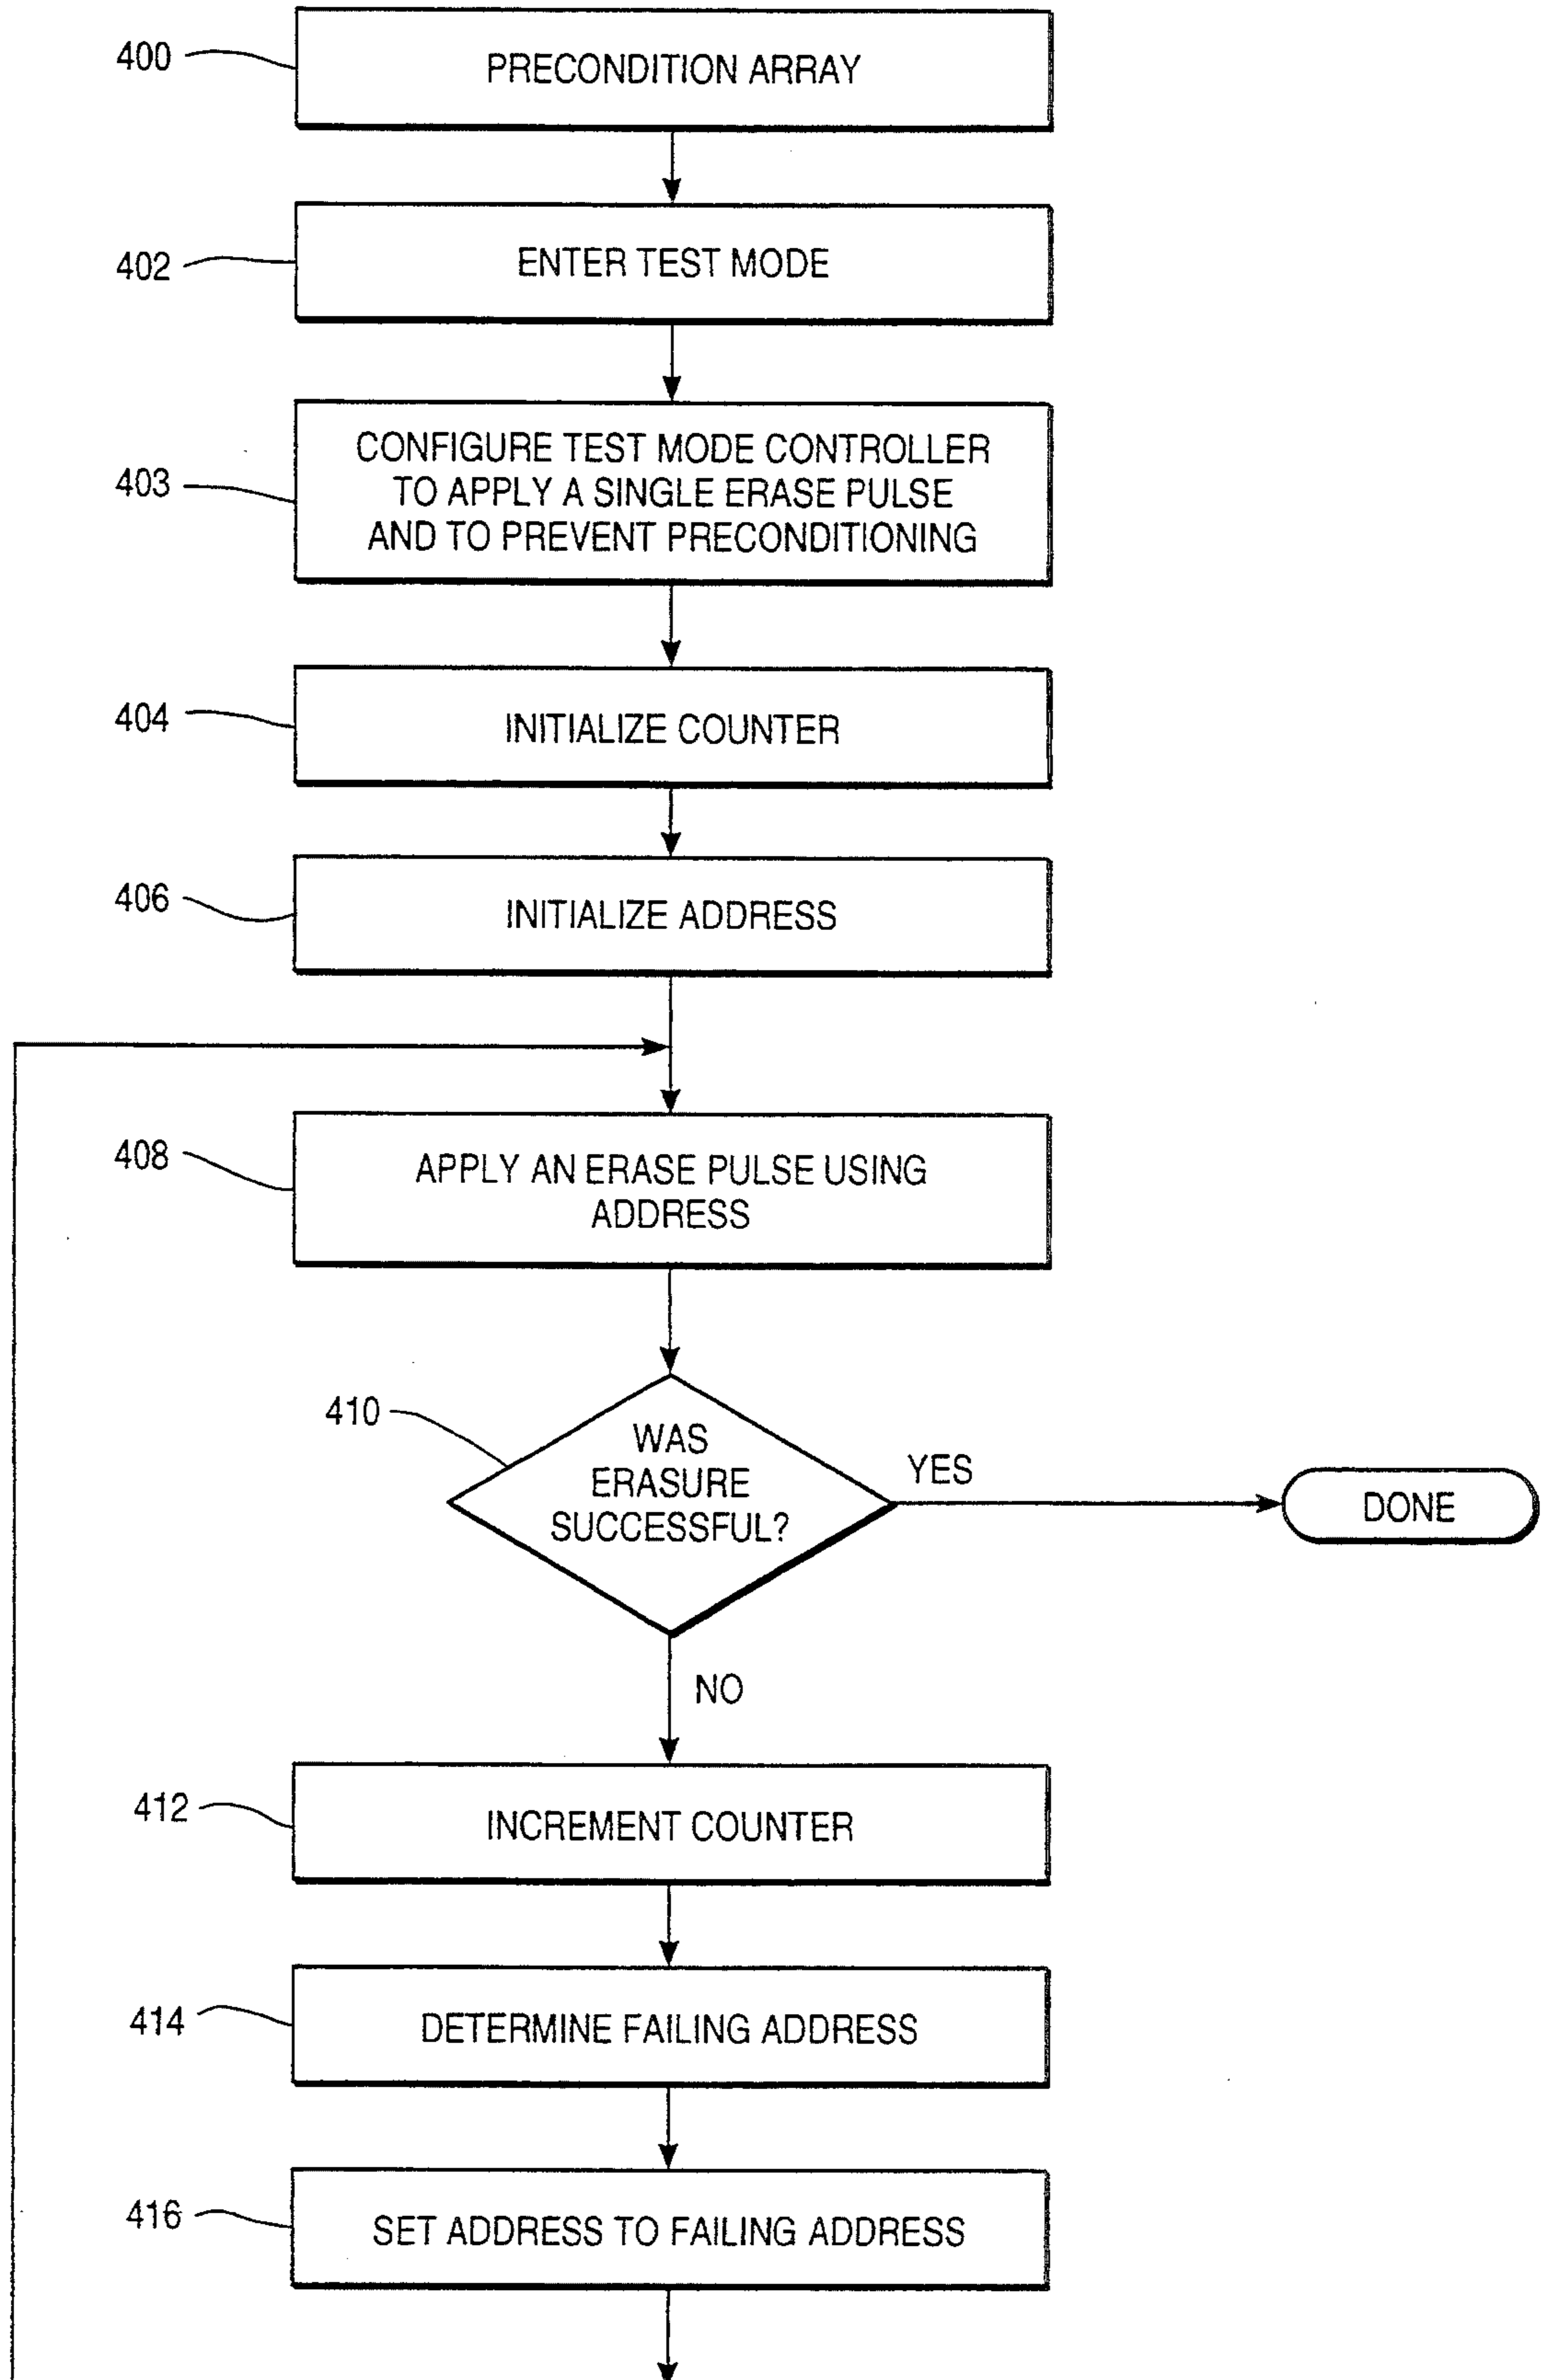 400
PRECONDITION ARRAY
402
ENTER TEST MODE
403
CONFIGURE TEST MODE CONTROLLER
TO APPLY A SINGLE ERASE PULSE
AND TO PREVENT PRECONDITIONING
404
INITIALIZE COUNTER
406
INITIALIZE ADDRESS
408
APPLY AN ERASE PULSE USING
ADDRESS
410
WAS
ERASURE
SUCCESSFUL?
YES
DONE
NO
412
INCREMENT COUNTER
414
DETERMINE FAILING ADDRESS
416
SET ADDRESS TO FAILING ADDRESS